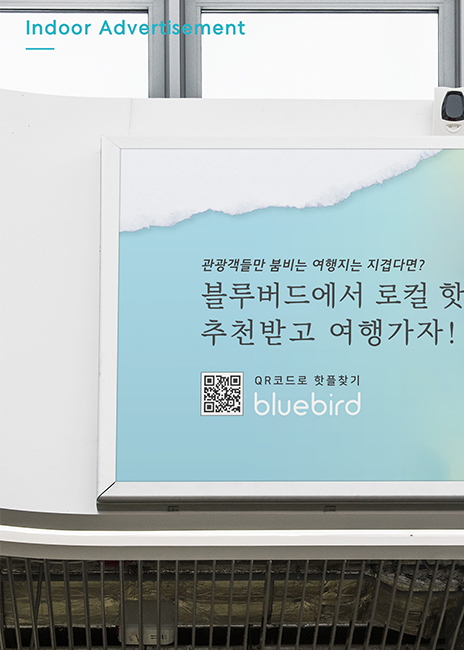 Indoor Advertisement
관광객들만 붐비는 여행지는 지겹다면?
블루버드에서 로컬 핫
추천받고 여행가자!
QR코드로 핫플찾기
bluebird